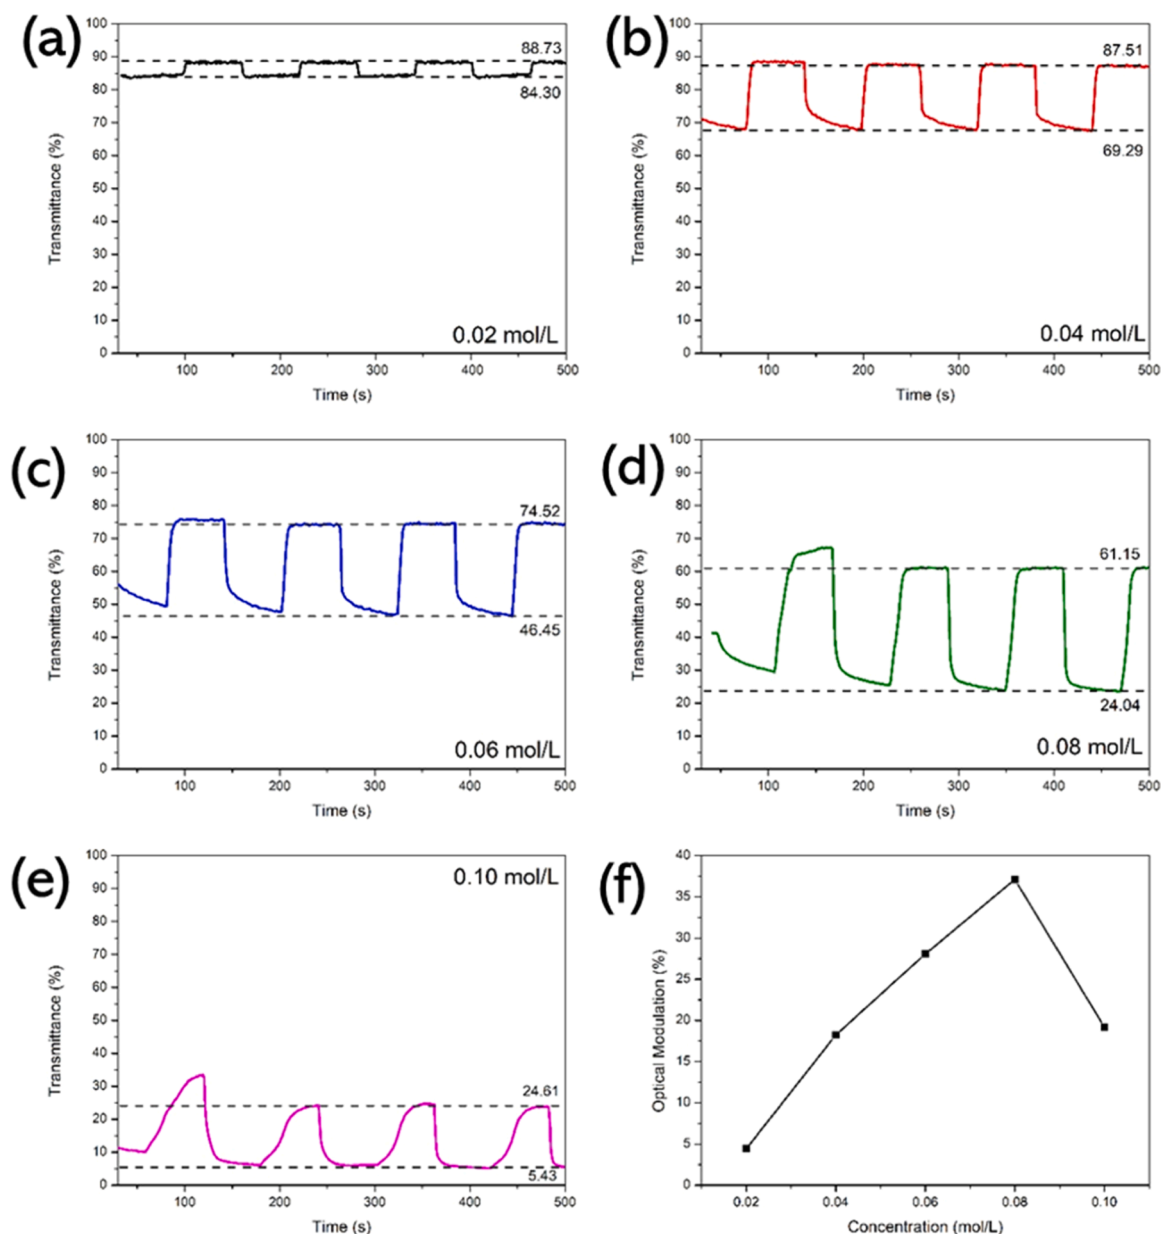 (a)
100
90
80
70
60
50
40
30
20
10
0
Transmittance (%)
88.73
84.30
0.02 mol/L
100 200 300 400 500
Time (s)
(b)
100
90
80
70
60
50
40
30
20
10
0
Transmittance (%)
87.51
69.29
0.04 mol/L
100 200 300 400 500
Time (s)
(c)
100
90
80
70
60
50
40
30
20
10
0
Transmittance (%)
74.52
46.45
0.06 mol/L
100 200 300 400 500
Time (s)
(d)
100
90
80
70
60
50
40
30
20
10
0
Transmittance (%)
61.15
24.04
0.08 mol/L
100 200 300 400 500
Time (s)
(e)
100
90
80
70
60
50
40
30
20
10
0
Transmittance (%)
0.10 mol/L
24.61
5.43
100 200 300 400 500
Time (s)
(f)
40
35
30
25
20
15
10
5
0
Optical Modulation (%)
0.02 0.04 0.06 0.08 0.10
Concentration (mol/L)